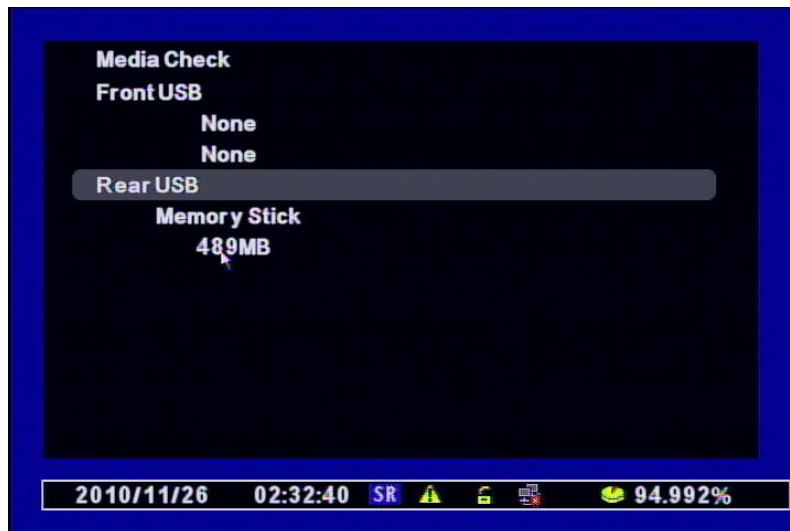 Media Check
Front USB
None
None
Rear USB
Memory Stick
489MB
2010/11/26 02:32:40 SR 94.992%